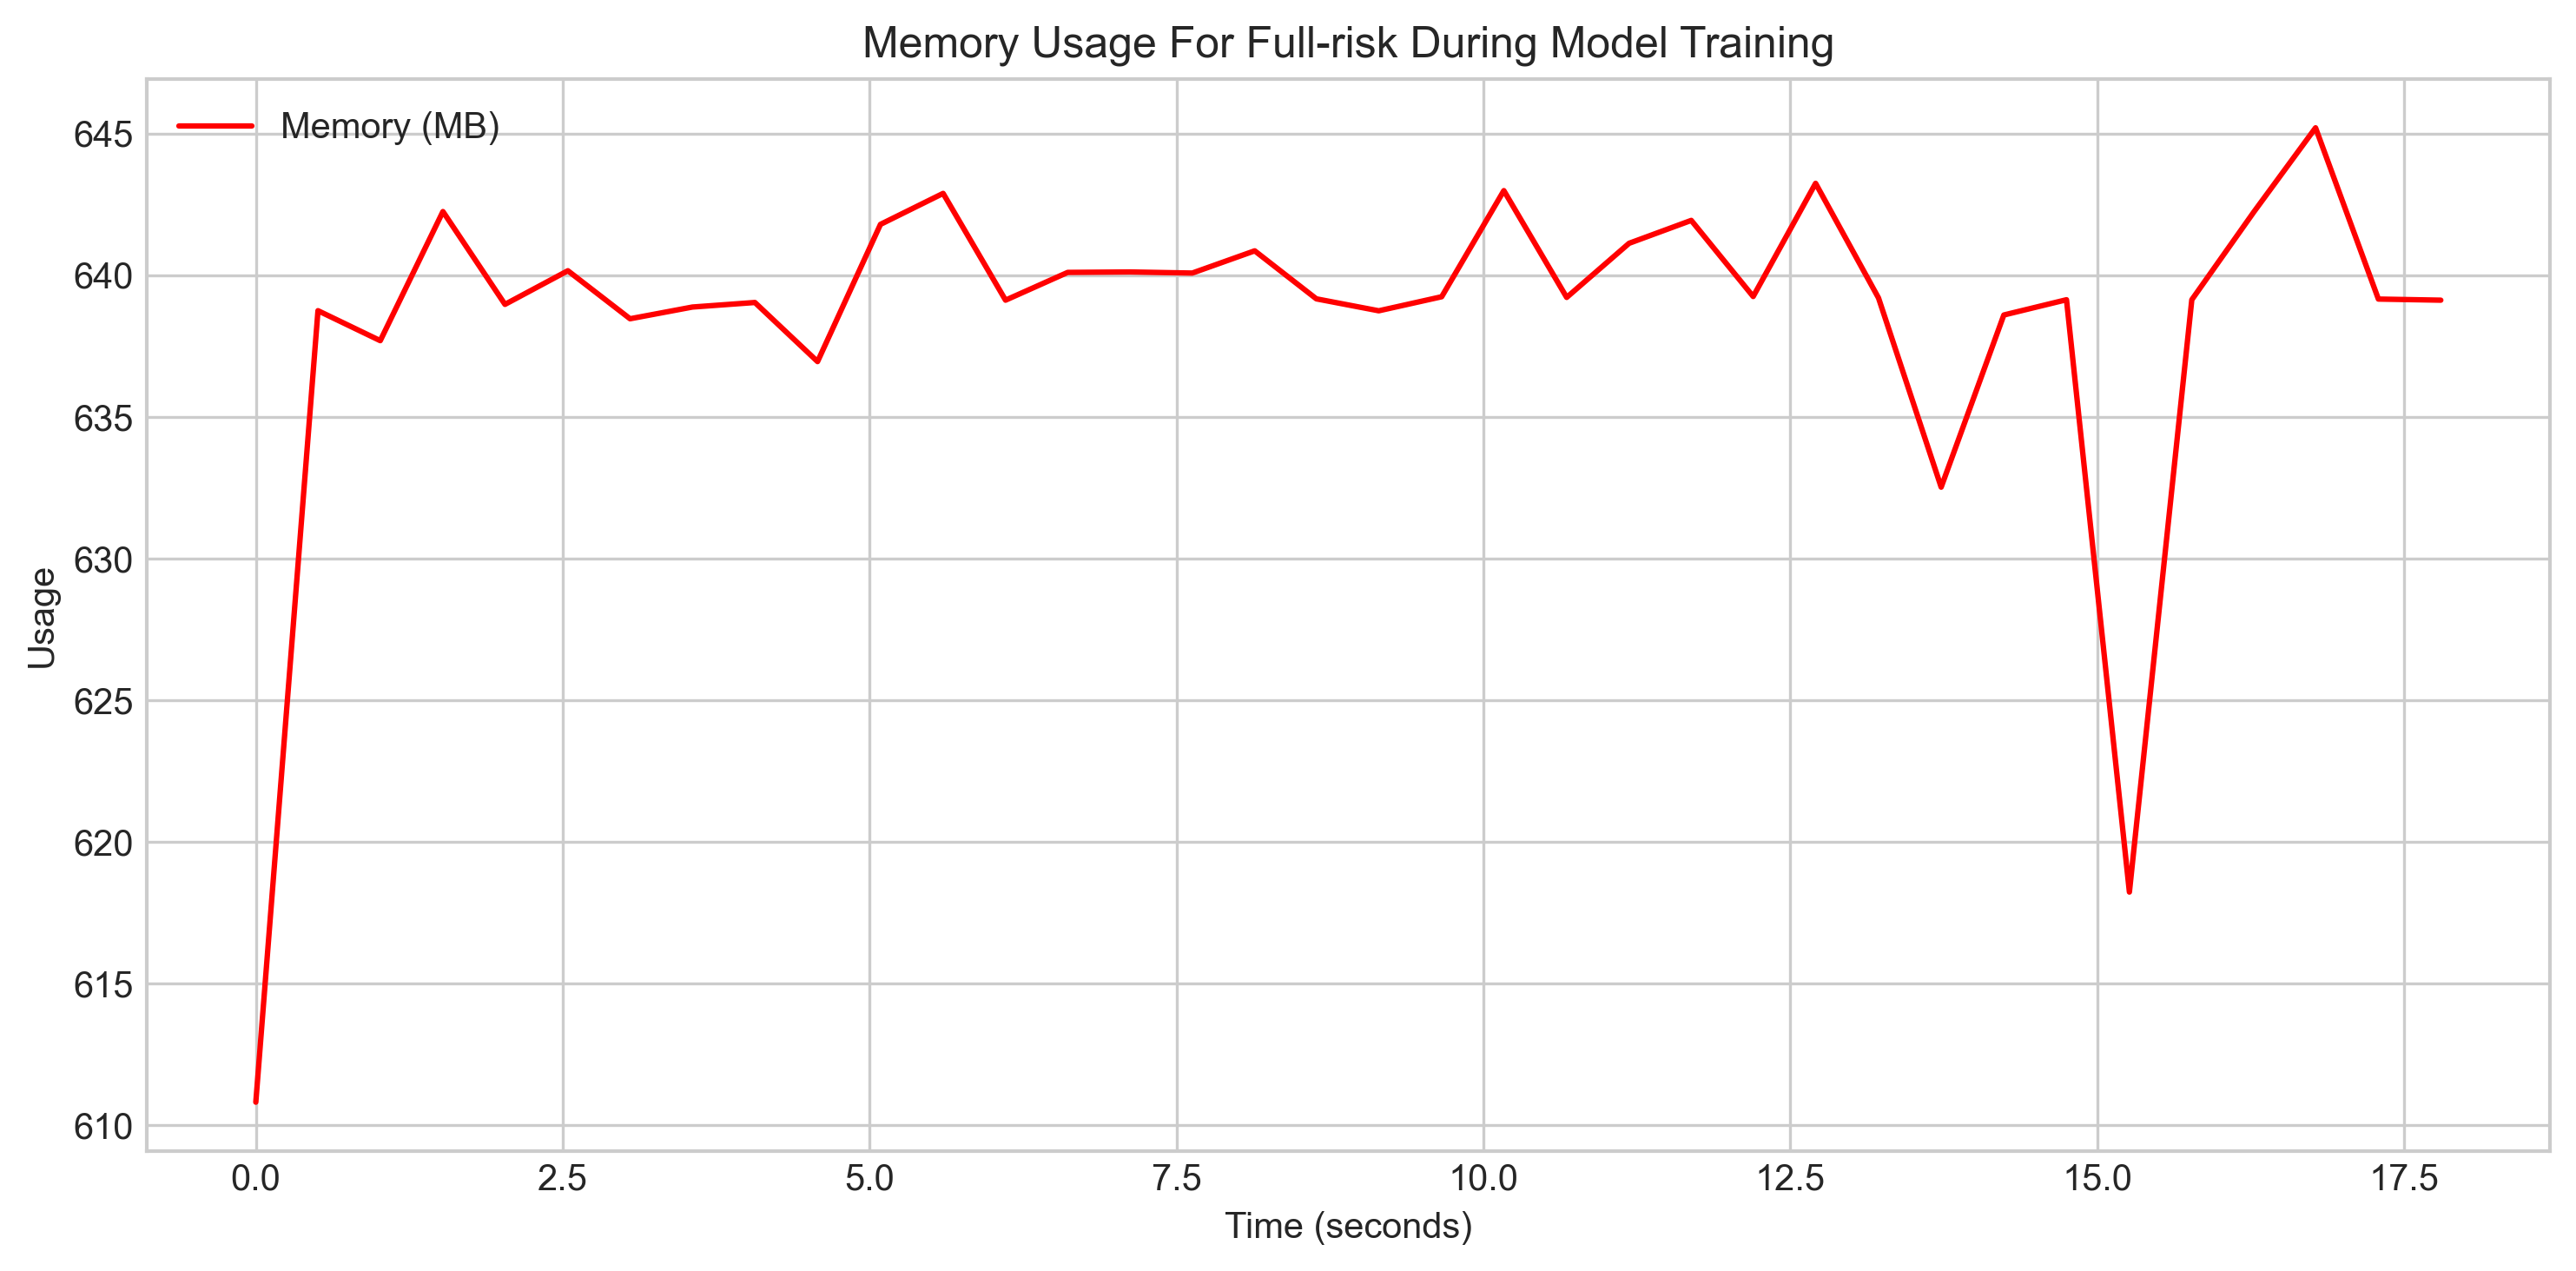 Memory Usage For Full-risk During Model Training
Memory (MB)
645
640
635
630
625
620
615
610
Usage
0.0 2.5 5.0 7.5 10.0 12.5 15.0 17.5
Time (seconds)